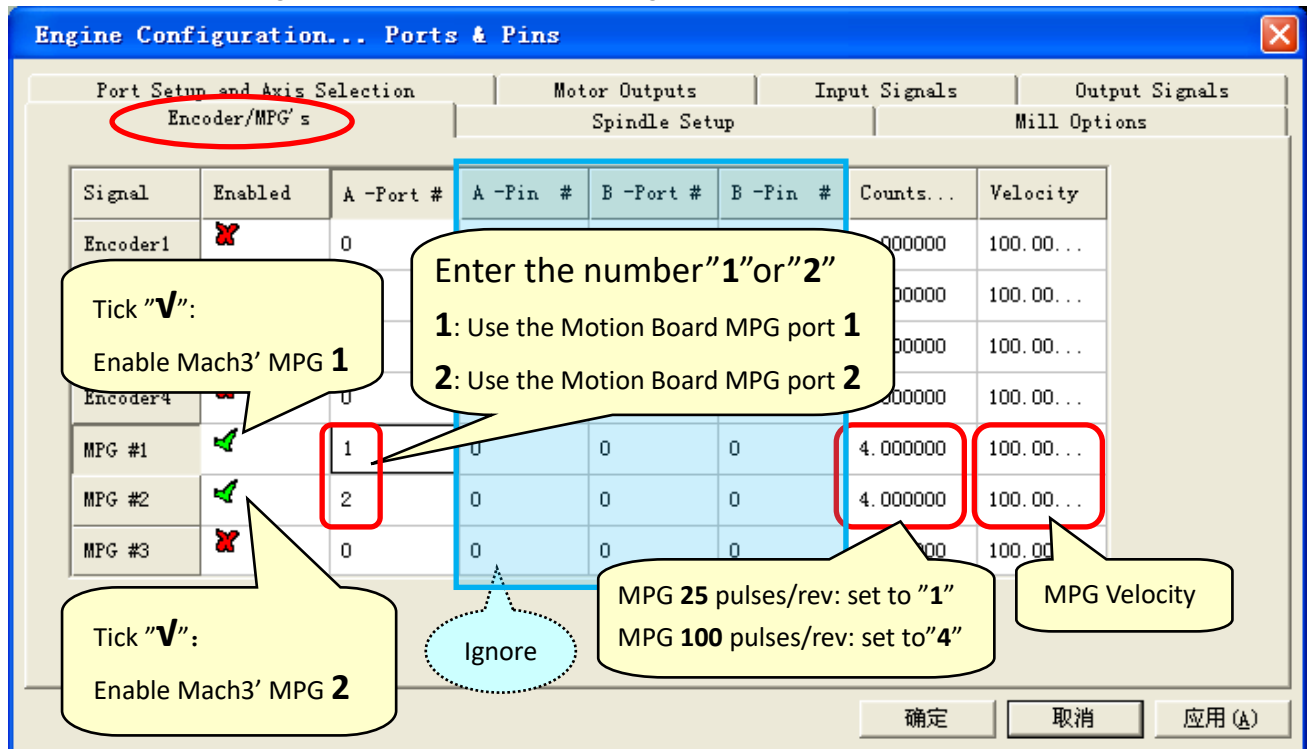 Engine Configuration... Ports & Pins
Port Setup and Axis Selection Motor Outputs Input Signals Output Signals
Encoder/MPG's Spindle Setup Mill Options
Signal Enabled A -Port # A -Pin # B -Port # B -Pin # Counts... Velocity
Encoder1 0 100.00...
Enter the number"1"or"2"
1: Use the Motion Board MPG port 1
2: Use the Motion Board MPG port 2
Tick "√":
Enable Mach3' MPG 1
100.00...
100.00...
Encoder4 0 100.00...
MPG #1 1 0 0 0 4.000000 100.00...
MPG #2 2 0 0 0 4.000000 100.00...
MPG #3 0 0 0 0 100.00
MPG 25 pulses/rev: set to "1"
MPG 100 pulses/rev: set to"4"
MPG Velocity
Tick "√":
Enable Mach3' MPG 2
Ignore
确定 取消 应用(A)